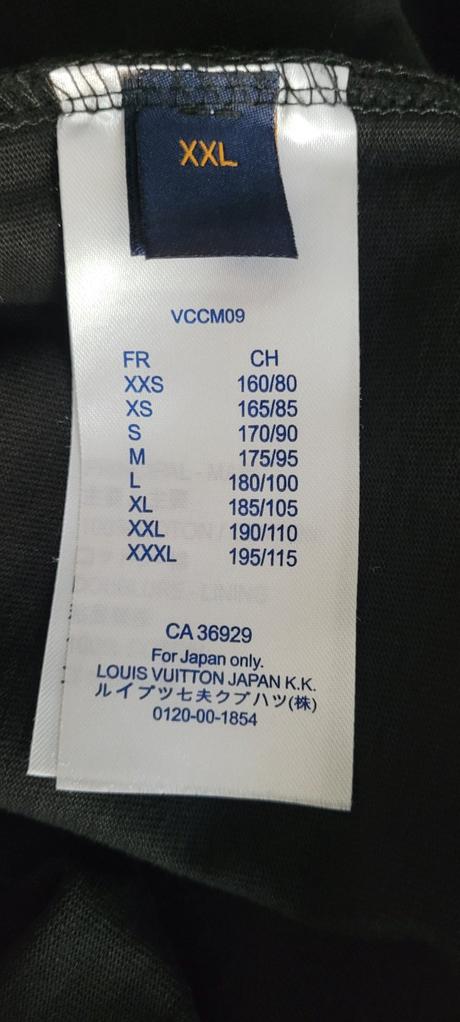 XXL
VCCM09
FR CH
XXS 160/80
XS 165/85
S 170/90
M 175/95
L 180/100
XL 185/105
XXL 190/110
XXXL 195/115
CA 36929
For Japan only.
LOUIS VUITTON JAPAN K.K.
ルイプツ七夫クプハツ(株)
0120-00-1854